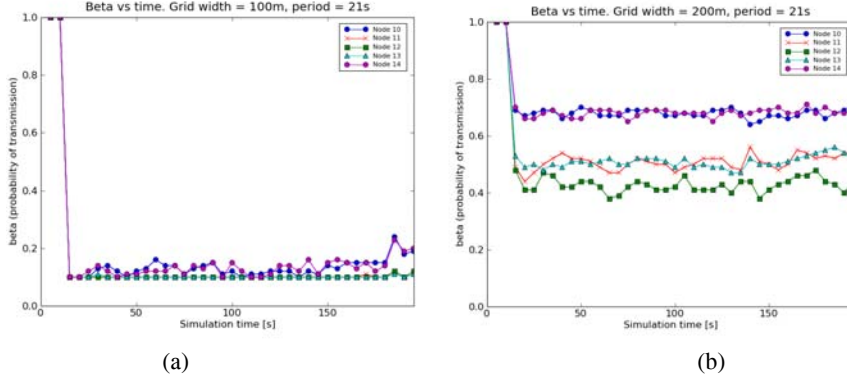 Beta vs time. Grid width = 100m, period = 21s
1.0
0.8
0.6
0.4
0.2
0.0
0
50
100
150
beta (probability of transmission)
Simulation time [s]
Node 10
Node 11
Node 12
Node 13
Node 14
(a)
Beta vs time. Grid width = 200m, period = 21s
1.0
0.8
0.6
0.4
0.2
0.0
0
50
100
150
beta (probability of transmission)
Simulation time [s]
Node 10
Node 11
Node 12
Node 13
Node 14
(b)